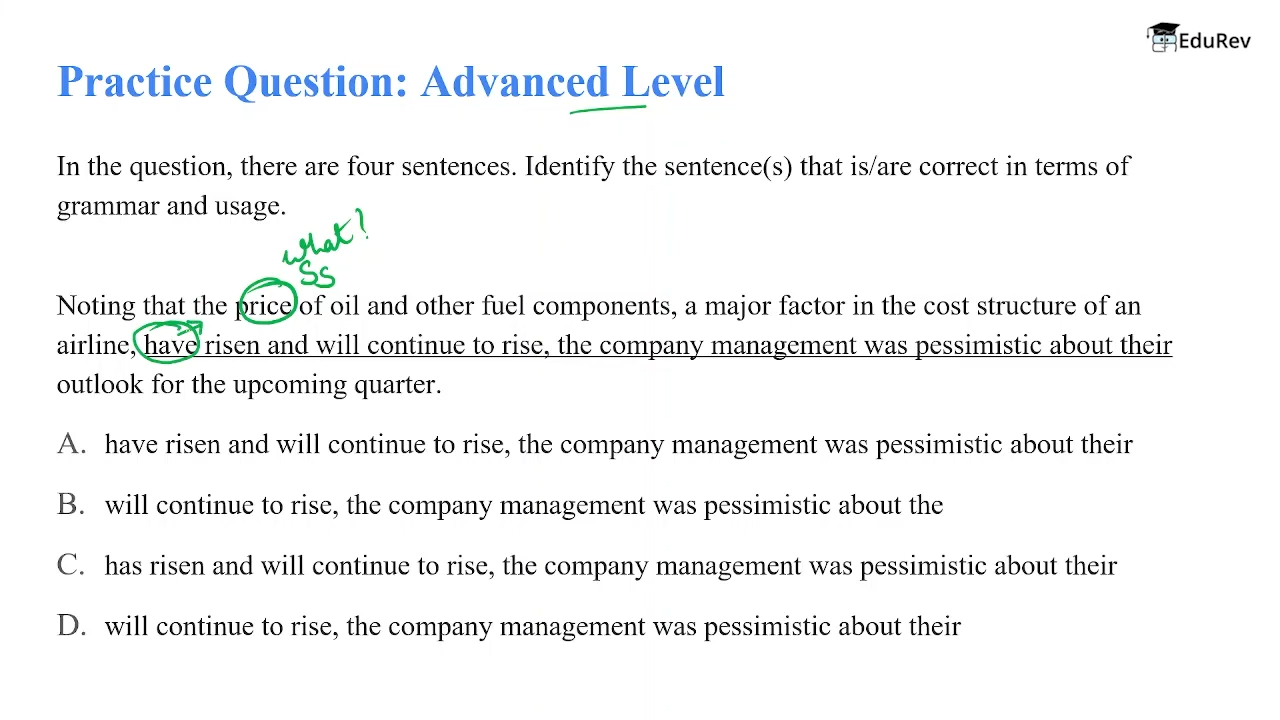 EduRev
Practice Question: Advanced Level
In the question, there are four sentences. Identify the sentence(s) that is/are correct in terms of
grammar and usage.
what?
SS
Noting that the price of oil and other fuel components, a major factor in the cost structure of an
airline, have risen and will continue to rise, the company management was pessimistic about their
outlook for the upcoming quarter.
A. have risen and will continue to rise, the company management was pessimistic about their
B. will continue to rise, the company management was pessimistic about the
C. has risen and will continue to rise, the company management was pessimistic about their
D. will continue to rise, the company management was pessimistic about their